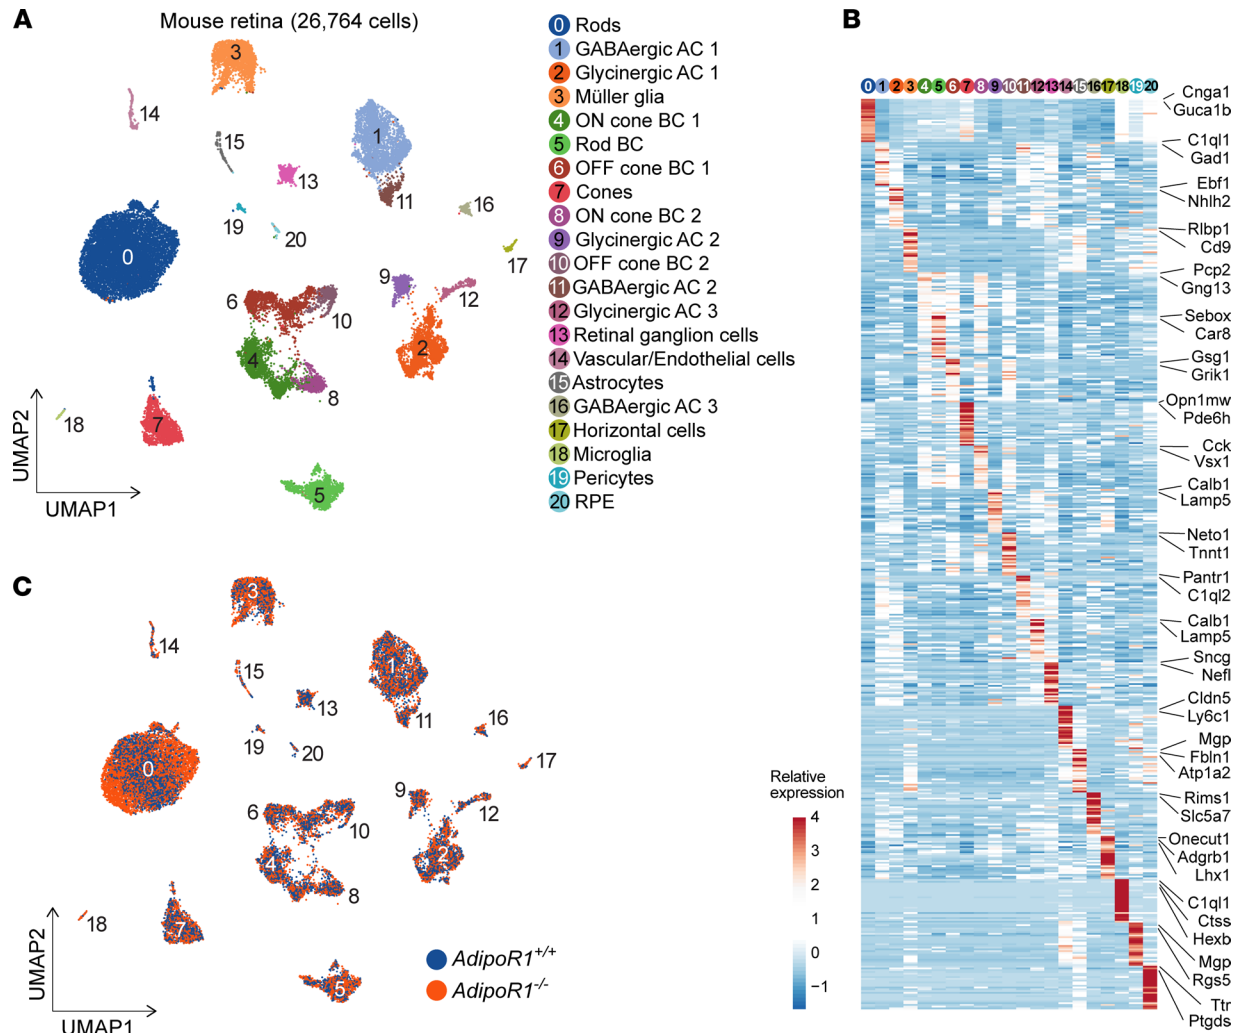 A
Mouse retina (26,764 cells)
3
14
15
1
13
11
16
19
20
17
0
9
12
6
10
4
2
8
18
7
5
UMAP2
UMAP1
0 Rods
1 GABAergic AC 1
2 Glycinergic AC 1
3 Müller glia
4 ON cone BC 1
5 Rod BC
6 OFF cone BC 1
7 Cones
8 ON cone BC 2
9 Glycinergic AC 2
10 OFF cone BC 2
11 GABAergic AC 2
12 Glycinergic AC 3
13 Retinal ganglion cells
14 Vascular/Endothelial cells
15 Astrocytes
16 GABAergic AC 3
17 Horizontal cells
18 Microglia
19 Pericytes
20 RPE
B
0 1 2 3 4 5 6 7 8 9 10 11 12 13 14 15 16 17 18 19 20
Cnga1
Guca1b
C1ql1
Gad1
Ebf1
Nhlh2
Rlbp1
Cd9
Pcp2
Gng13
Sebox
Car8
Gsg1
Grik1
Opn1mw
Pde6h
Cck
Vsx1
Calb1
Lamp5
Neto1
Tnnt1
Pantr1
C1ql2
Calb1
Lamp5
Sncg
Nefl
Cldn5
Ly6c1
Mgp
Fbln1
Atp1a2
Rims1
Slc5a7
Onecut1
Adgrb1
Lhx1
C1ql1
Ctss
Hexb
Mgp
Rgs5
Ttr
Ptgds
Relative
expression
4
3
2
1
0
−1
C
3
14
15
1
13
11
16
19
20
17
0
9
12
6
10
4
2
8
18
7
5
UMAP2
UMAP1
AdipoR1+/+
AdipoR1-/-